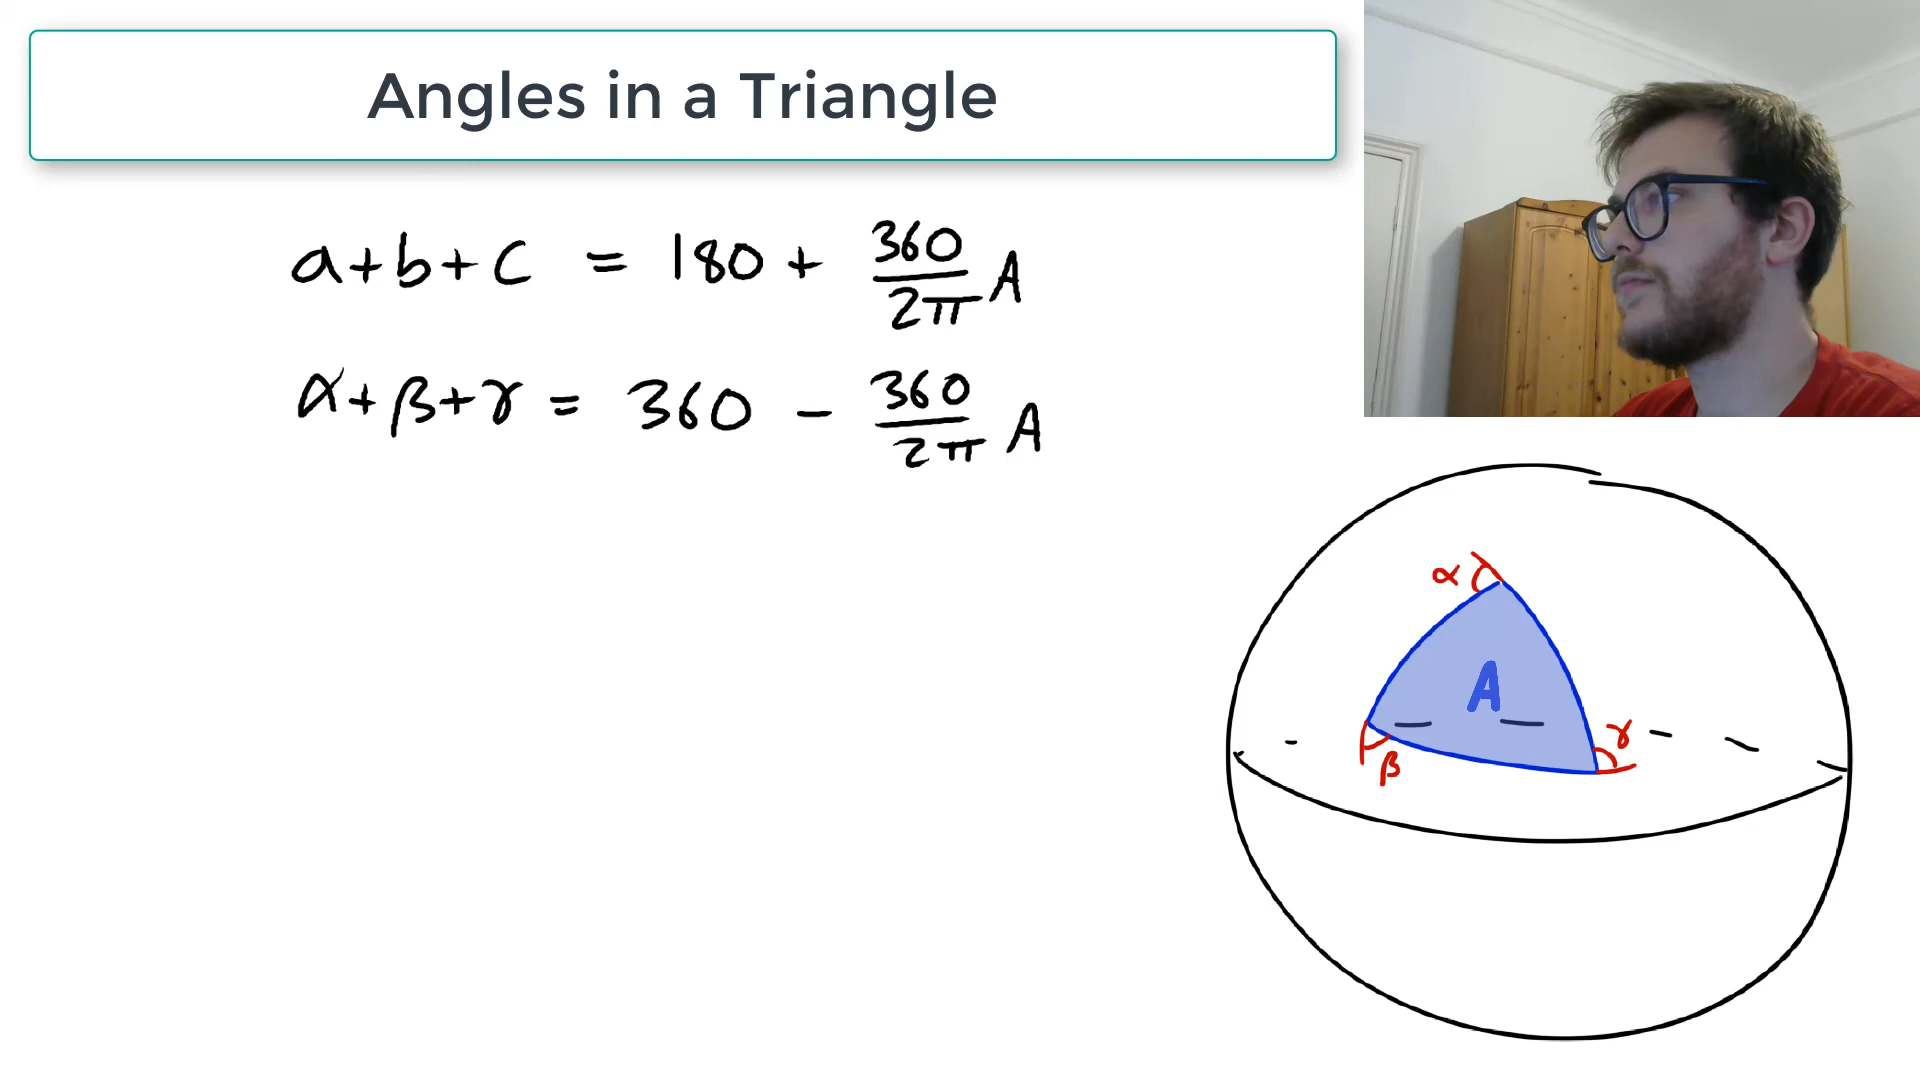 Angles in a Triangle
a+b+c = 180 + 360/2π A
α+β+γ = 360 − 360/2π A
α
A
γ
β